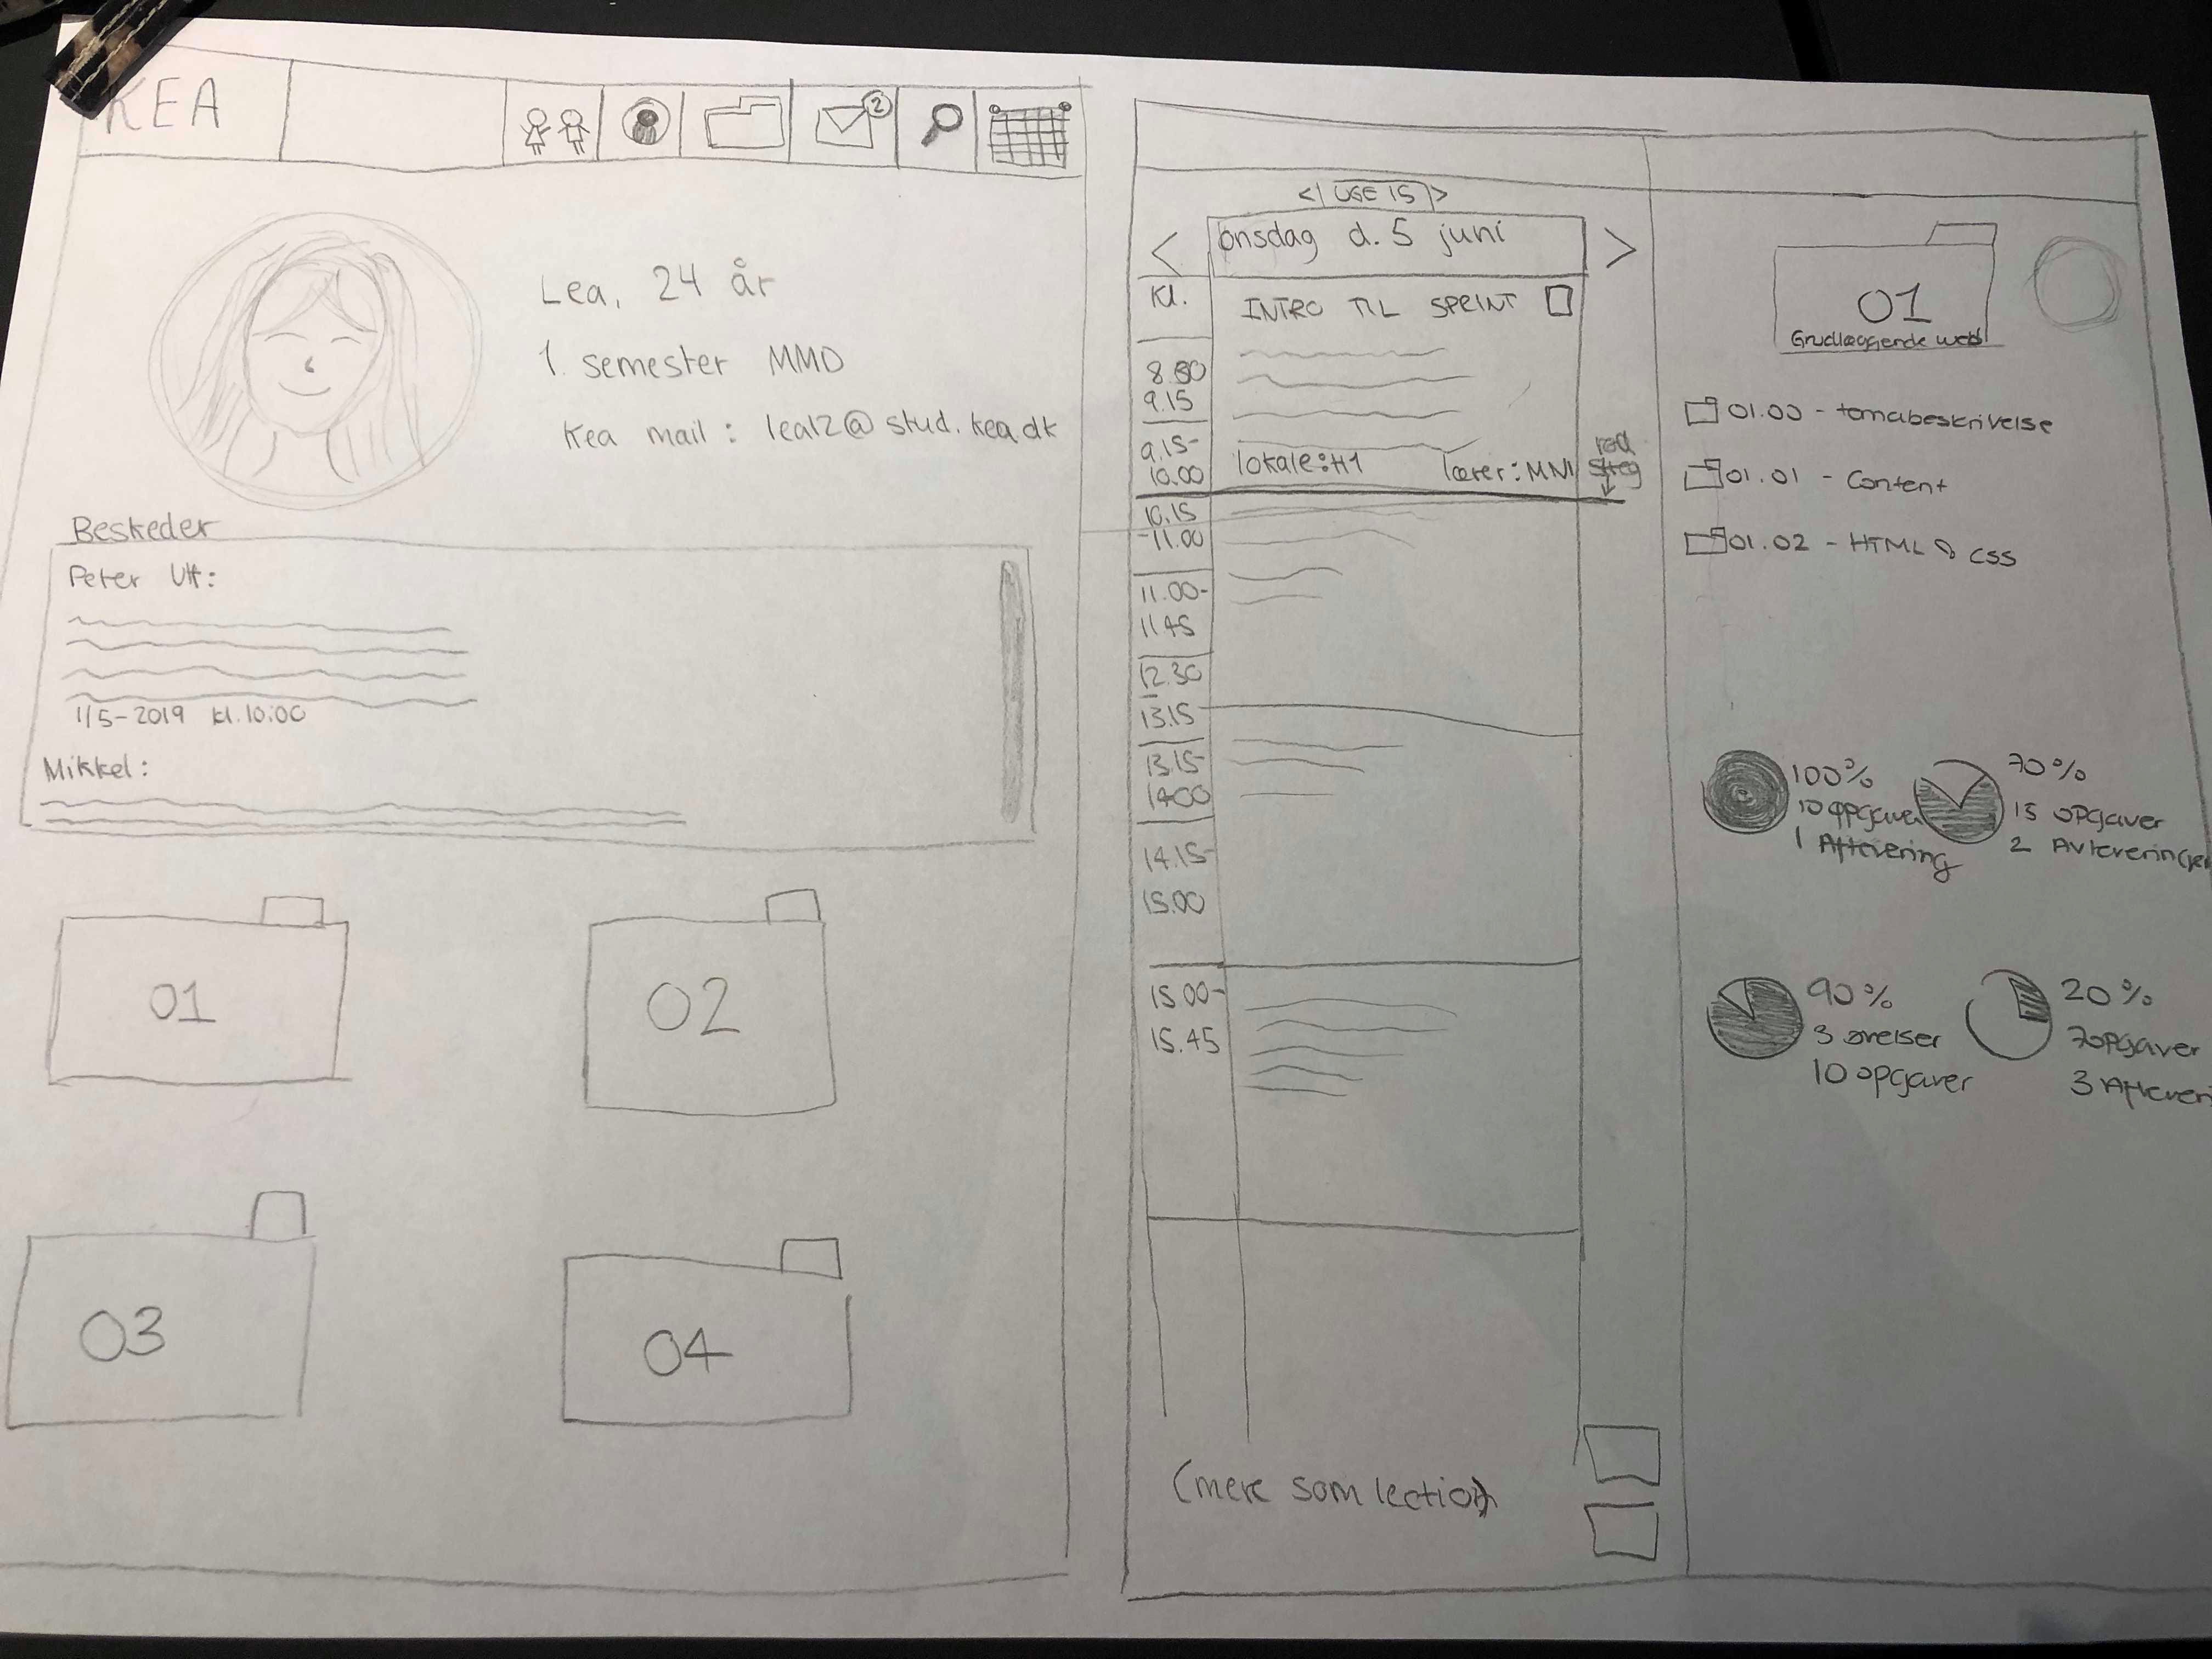 KEA
2
Lea, 24 år
1. semester MMD
Kea mail: lea12@stud.kea.dk
Beskeder
Peter Ult:
1/5-2019 kl.10:00
Mikkel:
01
02
03
04
< UGE 15 >
< onsdag d. 5 juni >
Kl.
INTRO TIL SPRINT
8.30
9.15
9.15-
10.00
lokale: H1 lærer: MNI
rød
streg
10.15
-11.00
11.00-
11.45
12.30
-
13.15
13.15-
14.00
14.15-
15.00
15.00-
15.45
(mere som lection)
01
Grudlæggende web
01.00 - temabeskrivelse
01.01 - Content
01.02 - HTML & CSS
100%
10 opgaver
1 Aflevering
70%
15 opgaver
2 Avleveringer
90%
3 øvelser
10 opgaver
20%
7 opgaver
3 Afleveri